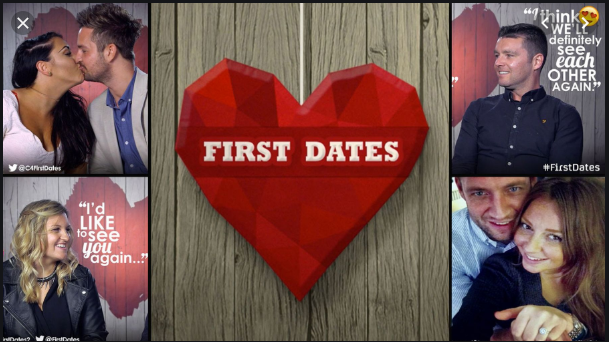 @C4FirstDates
"I'd
LIKE
to see
you
again..."
@FirstDates
FIRST DATES
"I think
WE'LL
definitely
see
each
OTHER
AGAIN."
#FirstDates